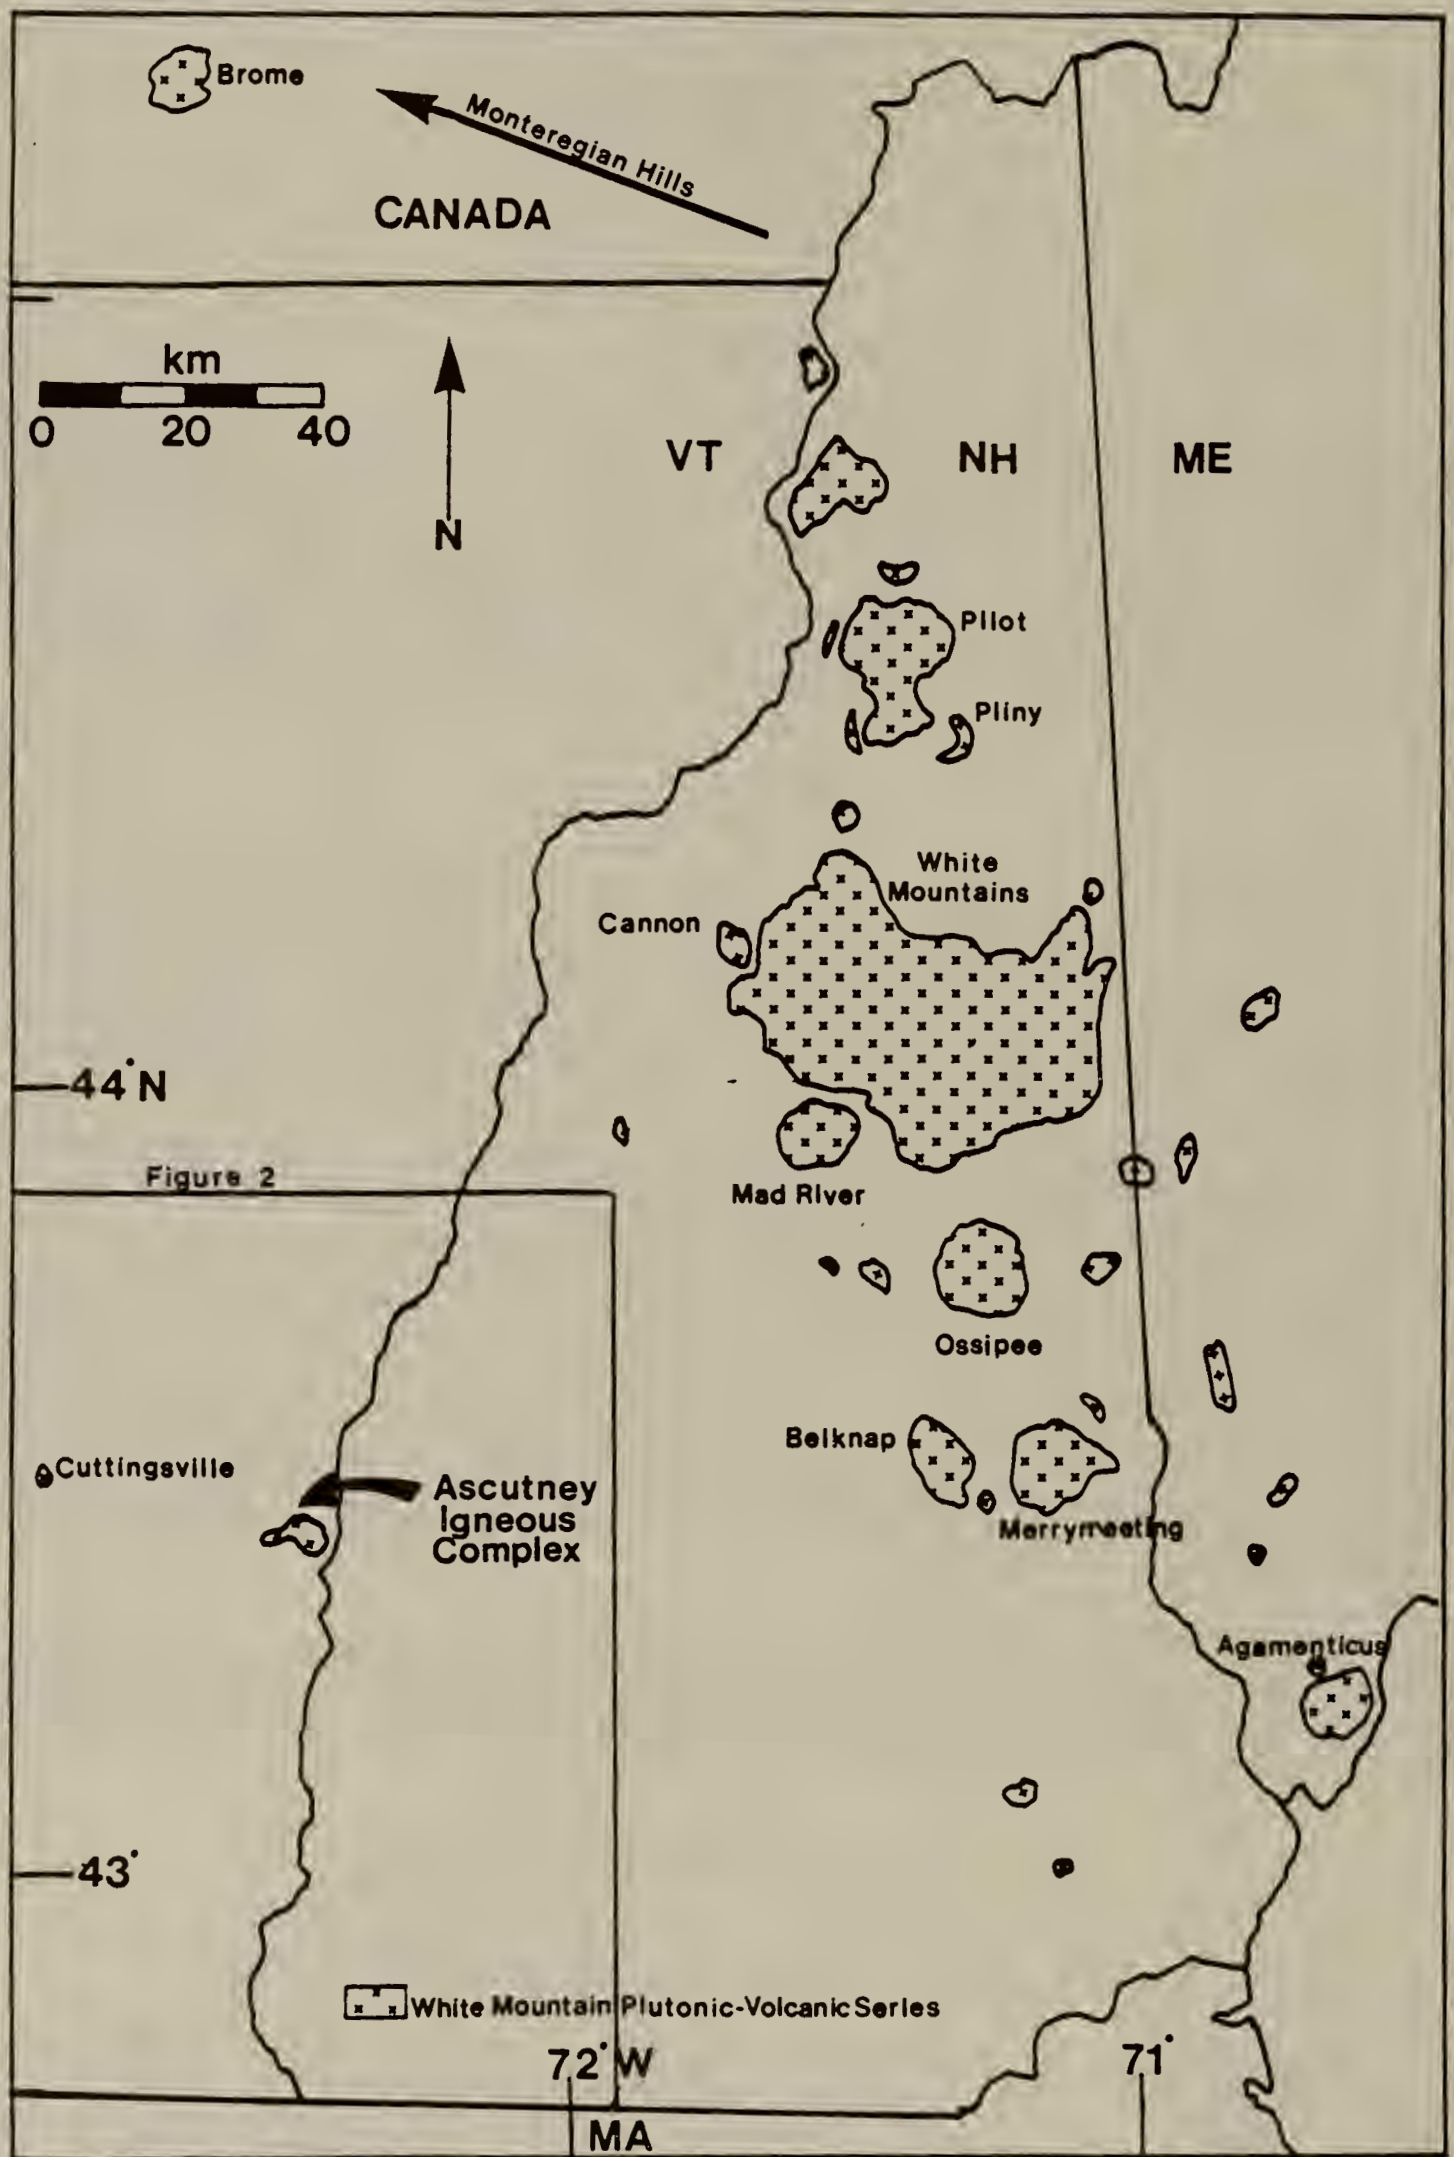 Brome
Monteregian Hills
CANADA
km
0 20 40
N
VT
NH
ME
Pilot
Pliny
White
Mountains
Cannon
44°N
Figure 2
Mad River
Ossipee
Belknap
Cuttingsville
Ascutney
Igneous
Complex
Merrymeeting
Agamenticus
43°
White Mountain Plutonic-Volcanic Series
72°W
71°
MA